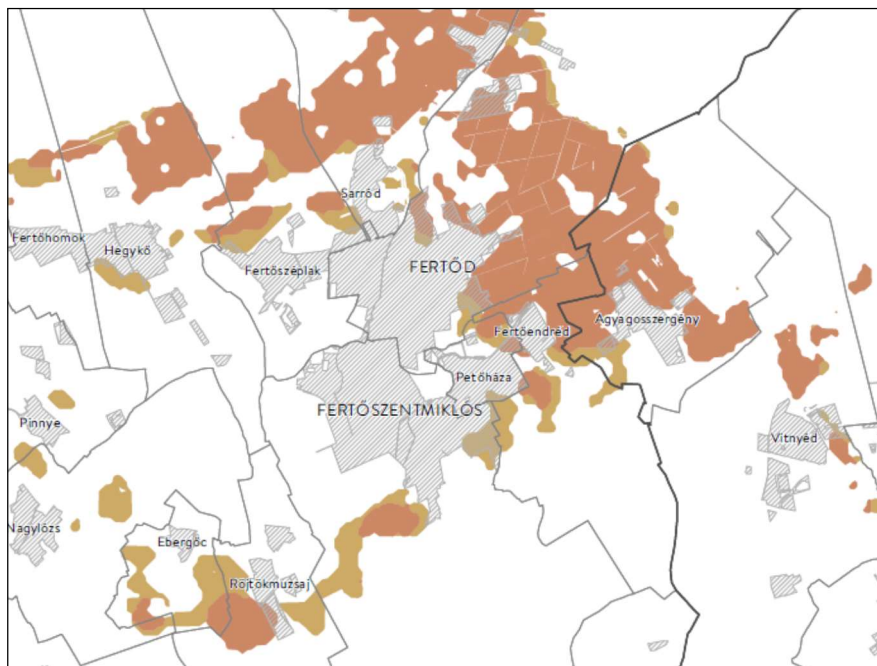 Sarród
Fertőhomok
Hegykő
Fertőszéplak
FERTŐD
Fertőendréd
Agyagosszergény
Petőháza
FERTŐSZENTMIKLÓS
Pinnye
Vitnyéd
Nagylózs
Ebergőc
Röjtökmuzsaj